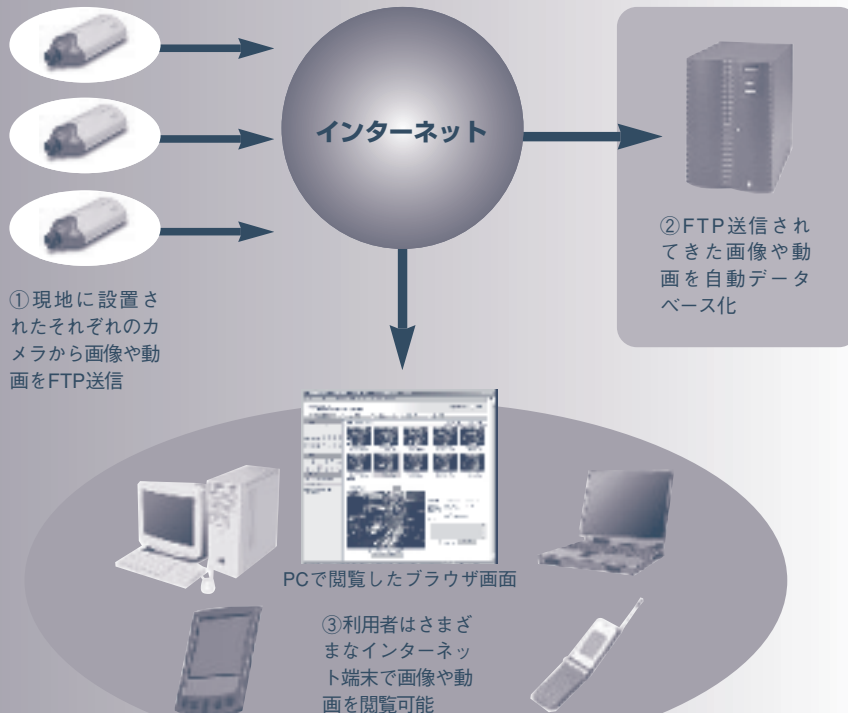 インターネット
①現地に設置さ
れたそれぞれのカ
メラから画像や動
画をFTP送信
②FTP送信され
てきた画像や動
画を自動データ
ベース化
PCで閲覧したブラウザ画面
③利用者はさまざ
まなインターネッ
ト端末で画像や動
画を閲覧可能